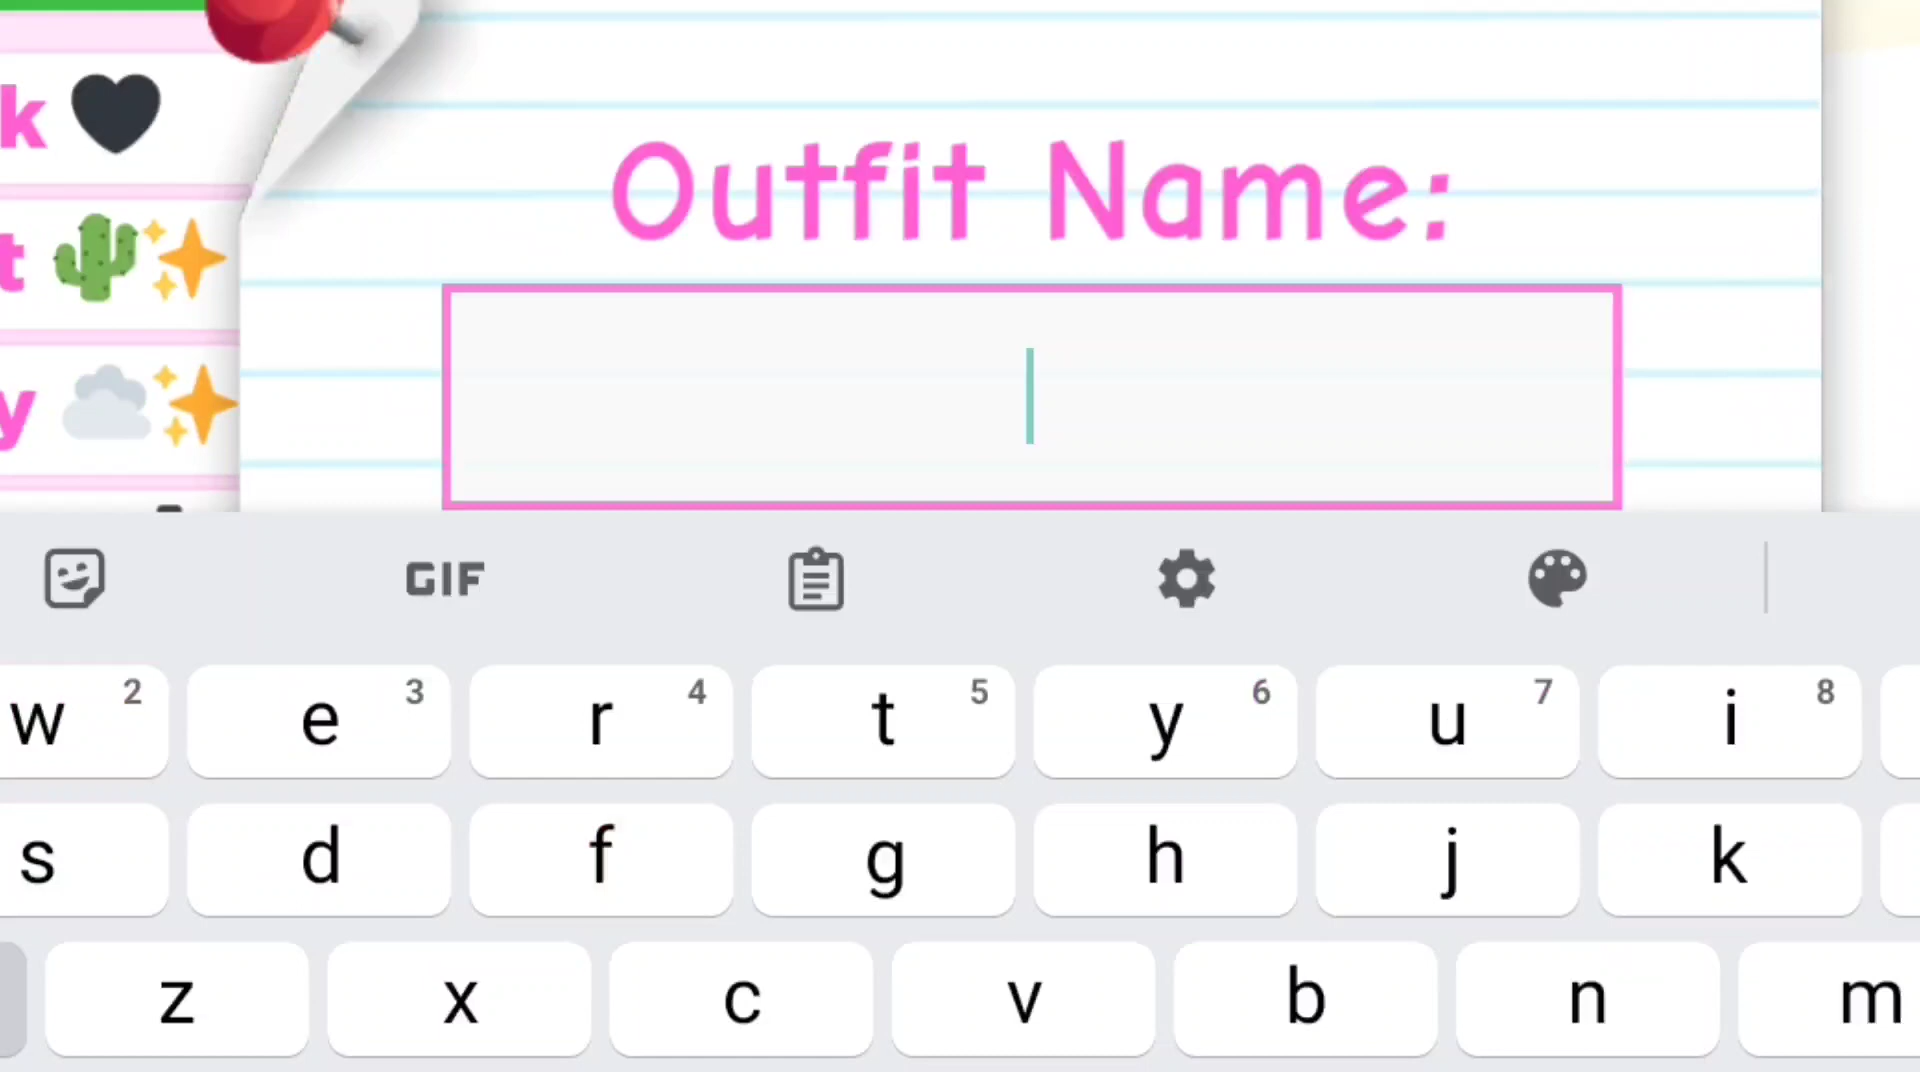 k 🖤
Outfit Name:
t 🌵✨
y ☁️✨
GIF
w 2 e 3 r 4 t 5 y 6 u 7 i 8
s d f g h j k
z x c v b n m